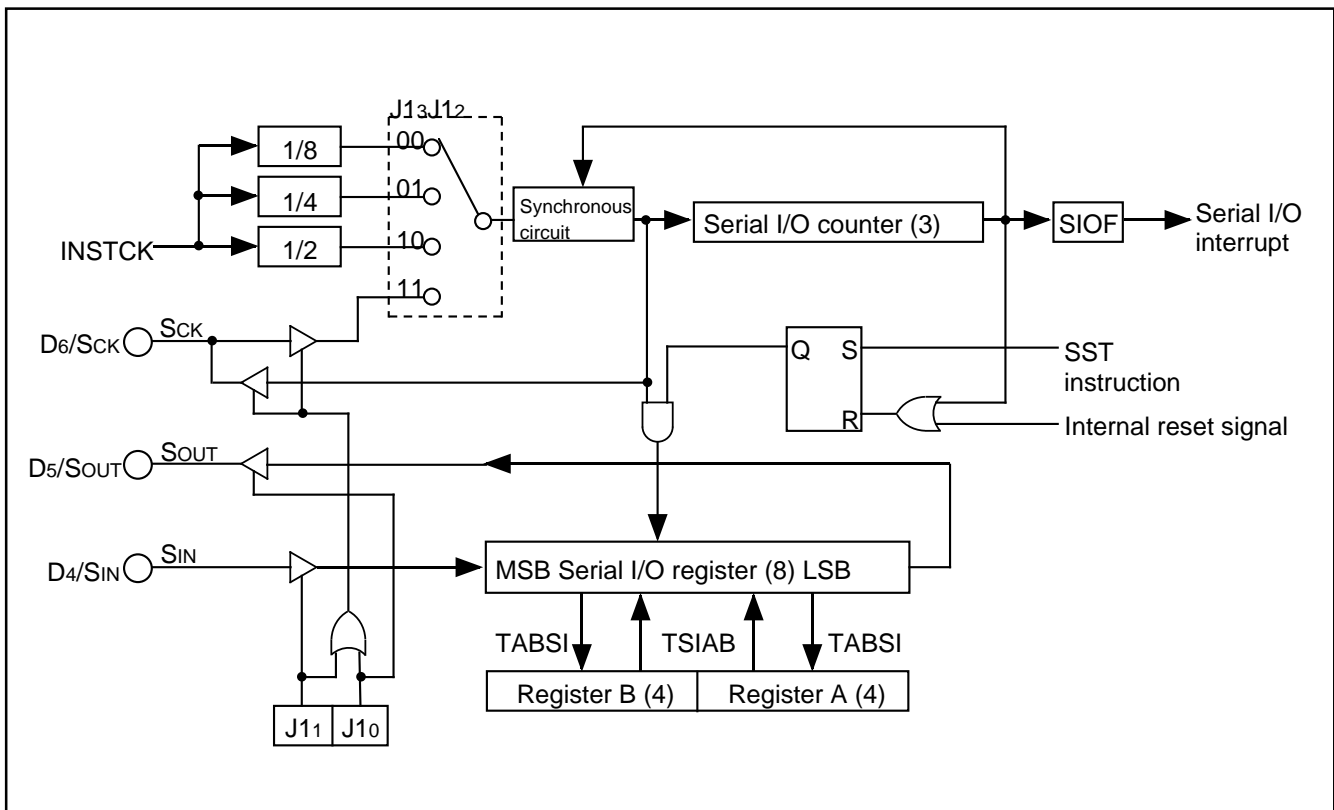 J13J12
00
1/8
01
1/4
10
1/2
11
INSTCK
Synchronous
circuit
Serial I/O counter (3)
SIOF
Serial I/O
interrupt
D6/SCK
SCK
Q
S
R
SST
instruction
Internal reset signal
D5/SOUT
SOUT
D4/SIN
SIN
MSB Serial I/O register (8) LSB
TABSI
TSIAB
TABSI
Register B (4)
Register A (4)
J11
J10